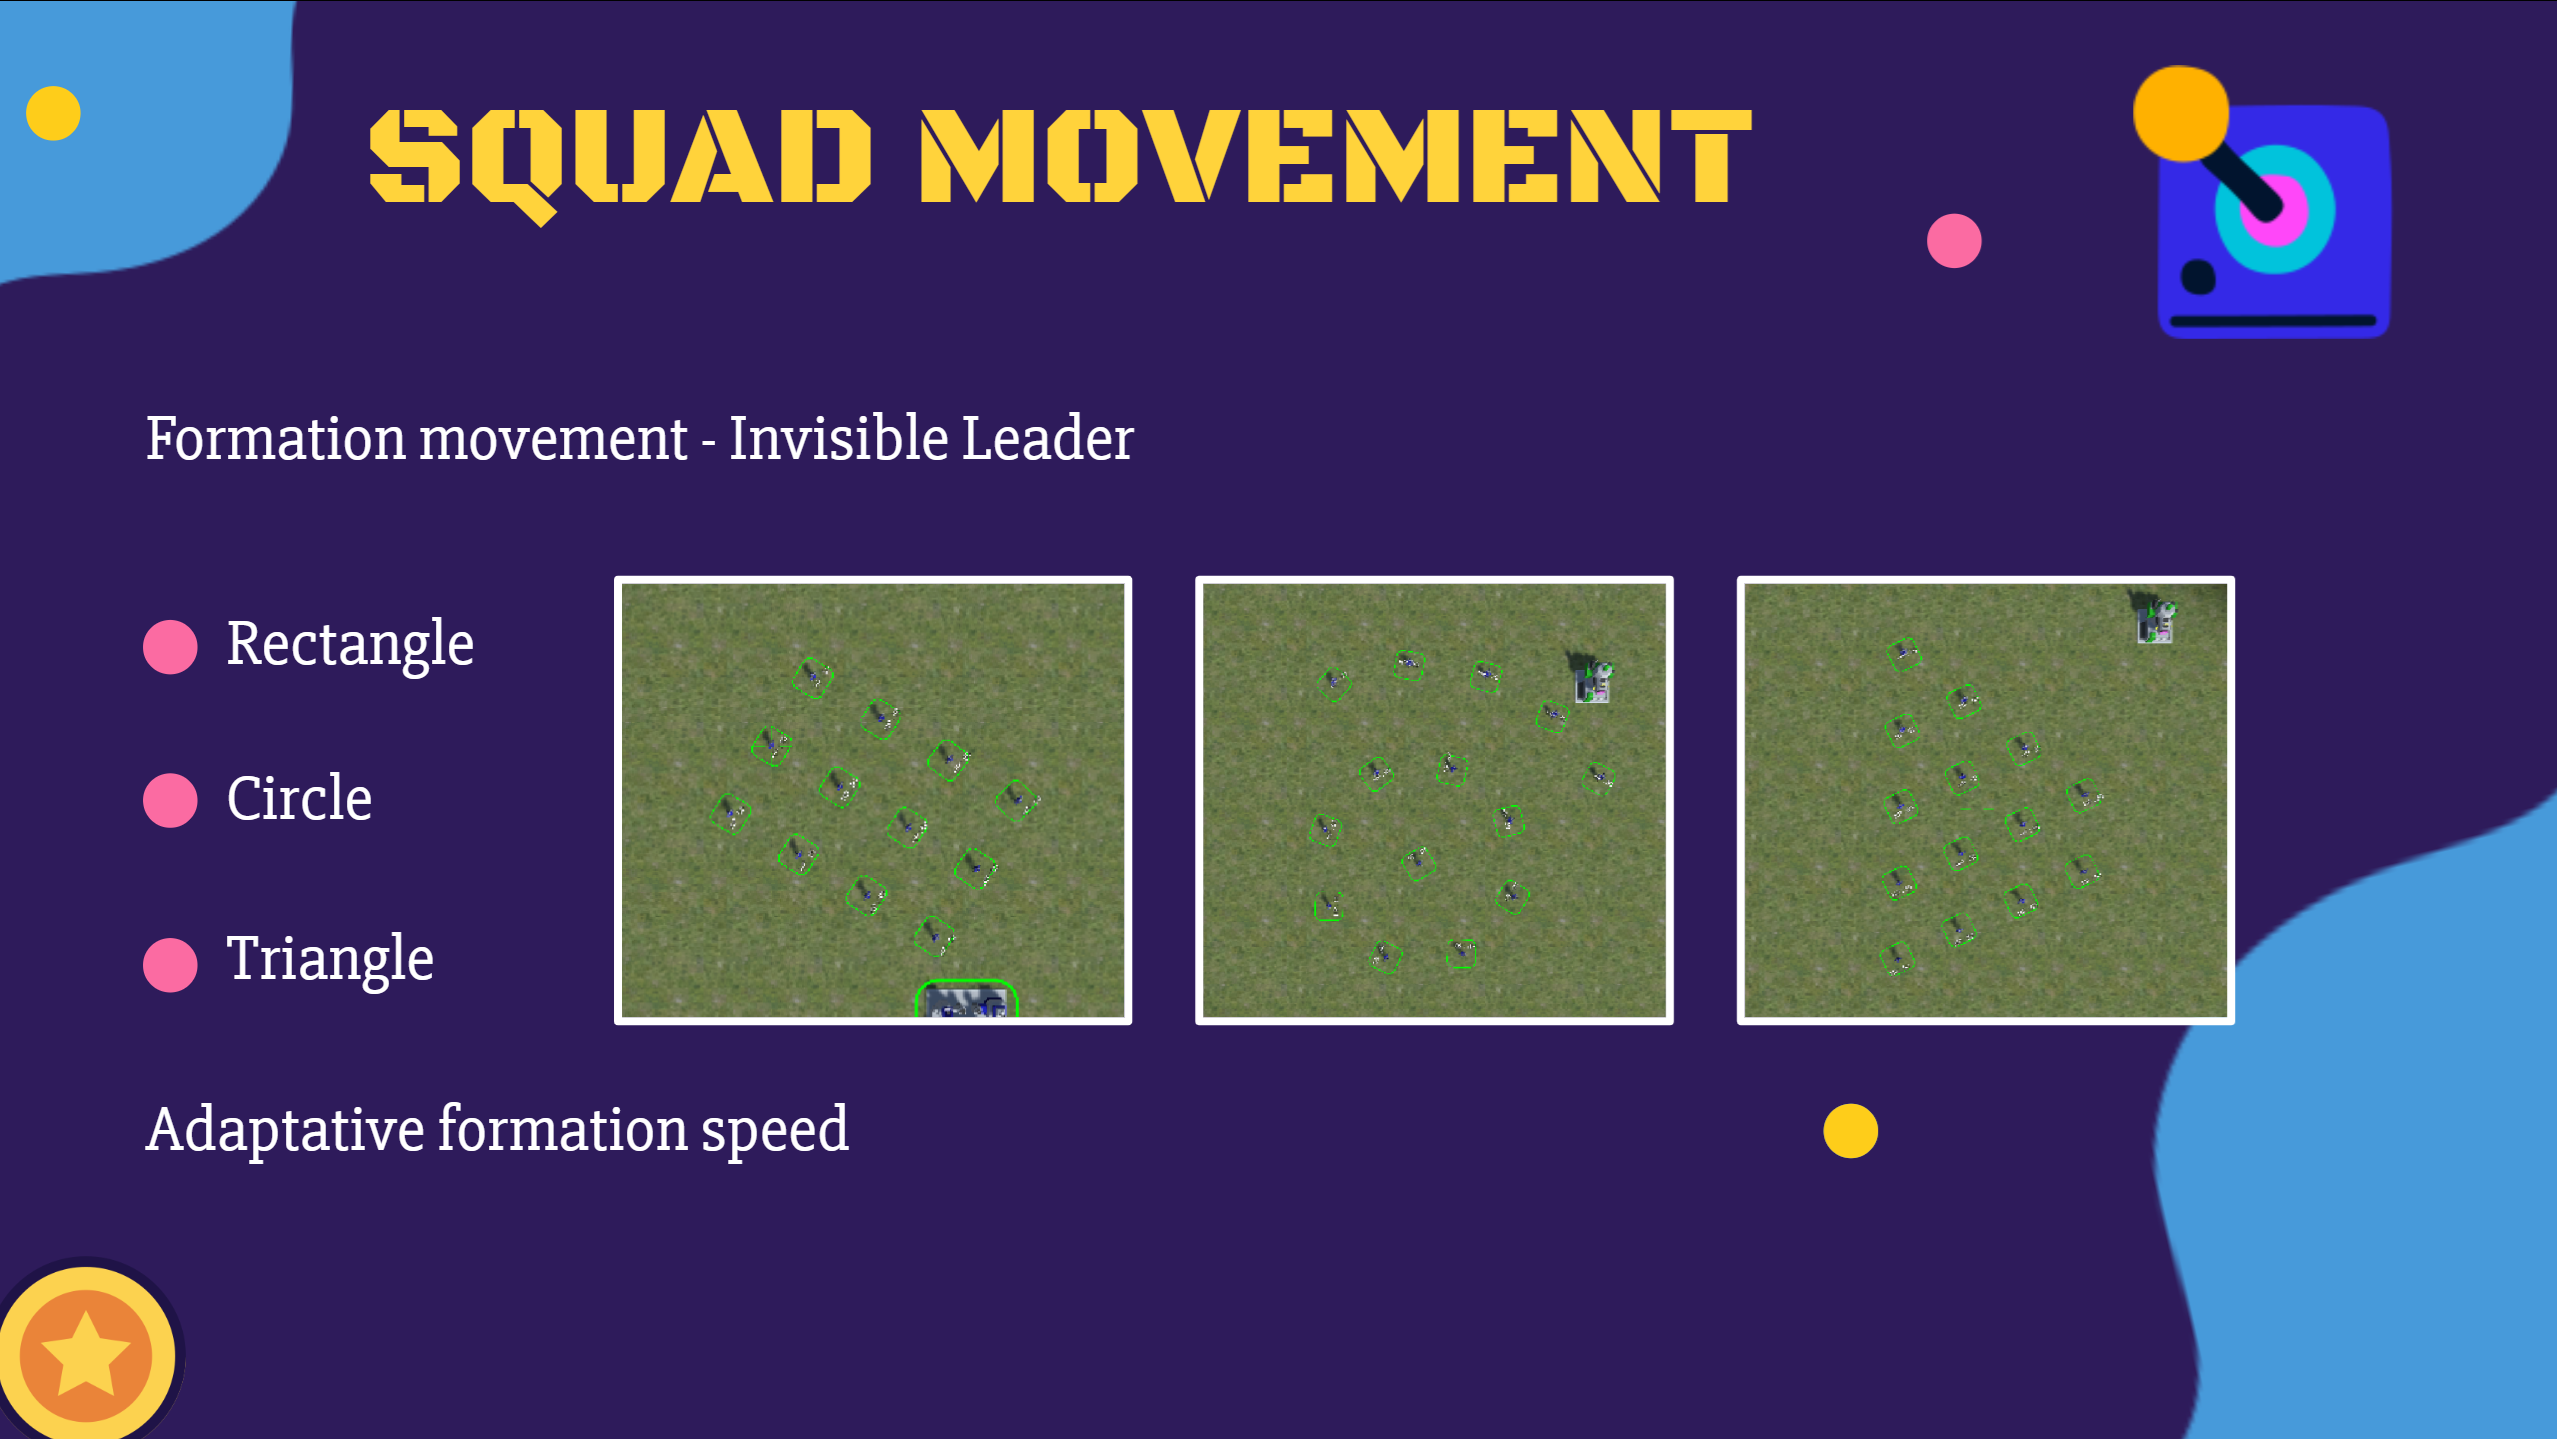 SQUAD MOVEMENT
Formation movement - Invisible Leader
Rectangle
Circle
Triangle
Adaptative formation speed